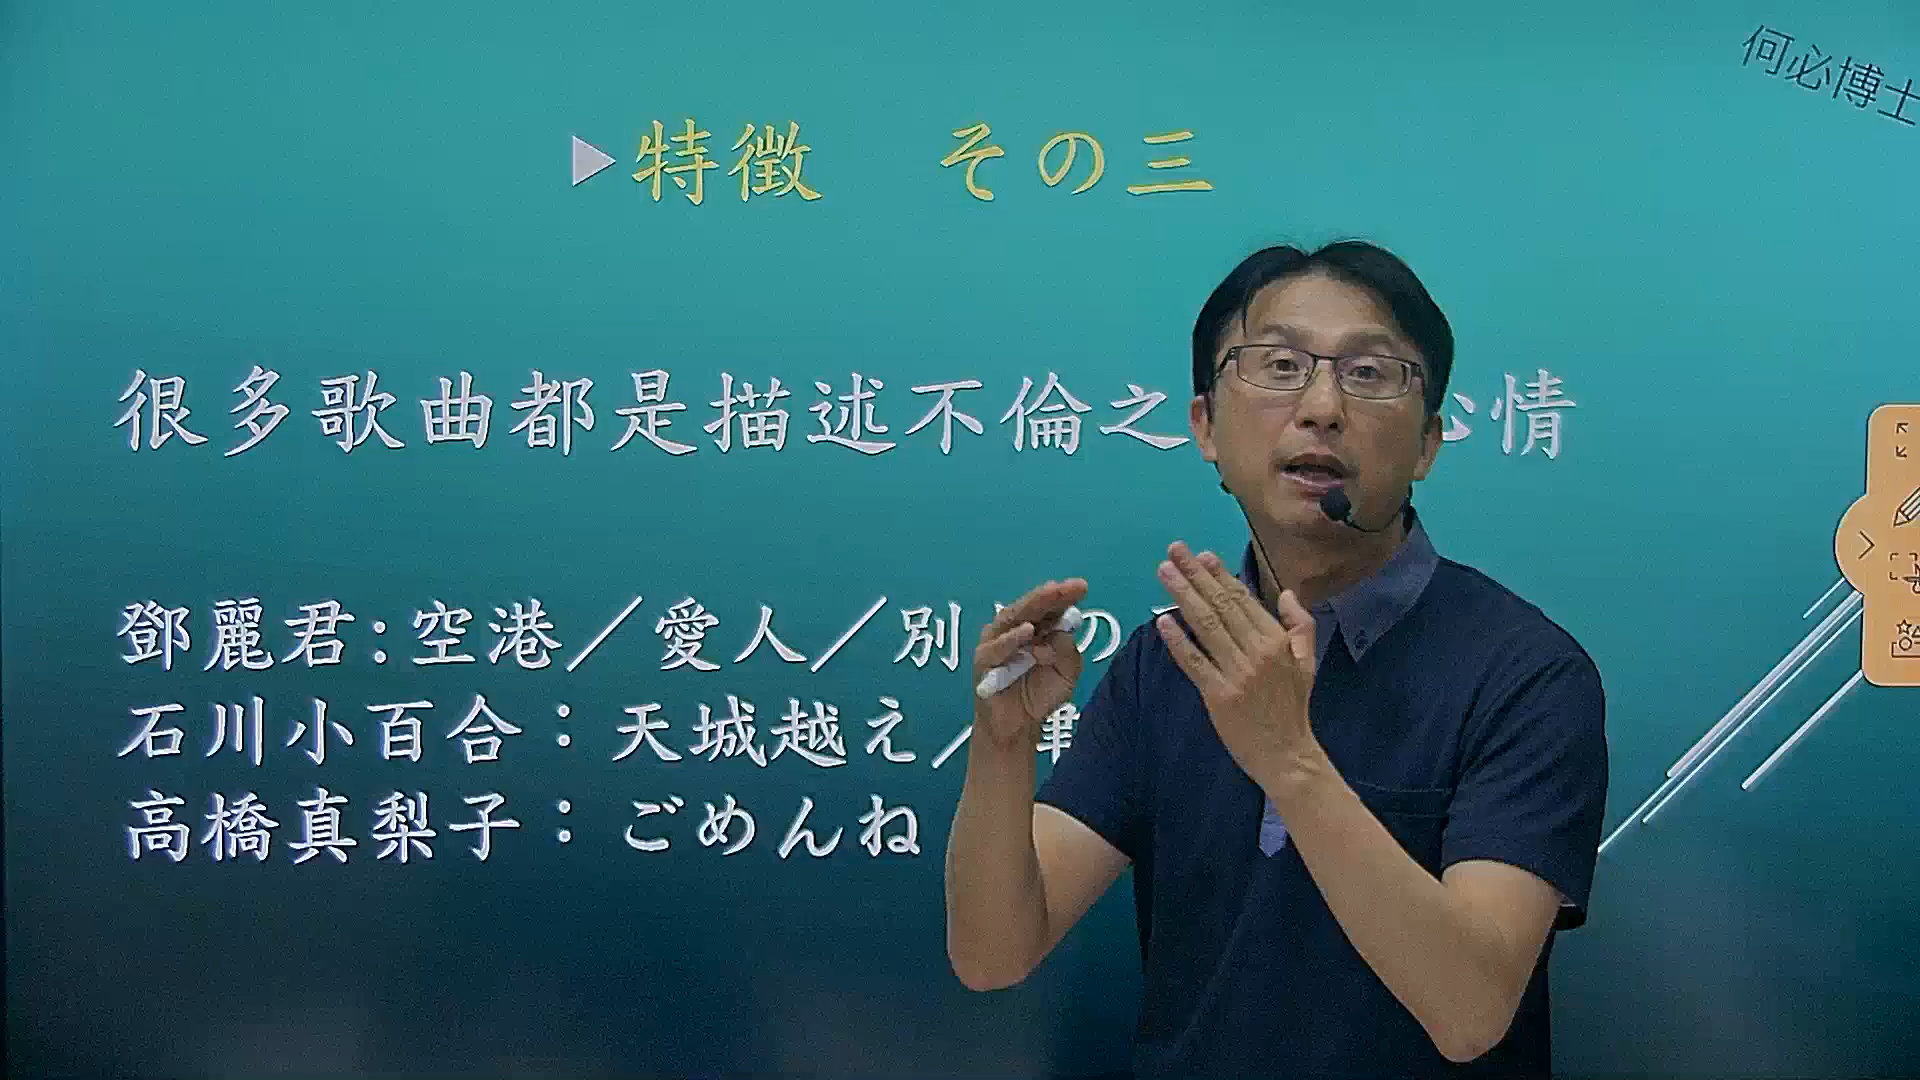 何必博士
▶特徵 その三
很多歌曲都是描述不倫之 心情
鄧麗君:空港／愛人／別 の
石川小百合：天城越え／
高橋真梨子：ごめんね